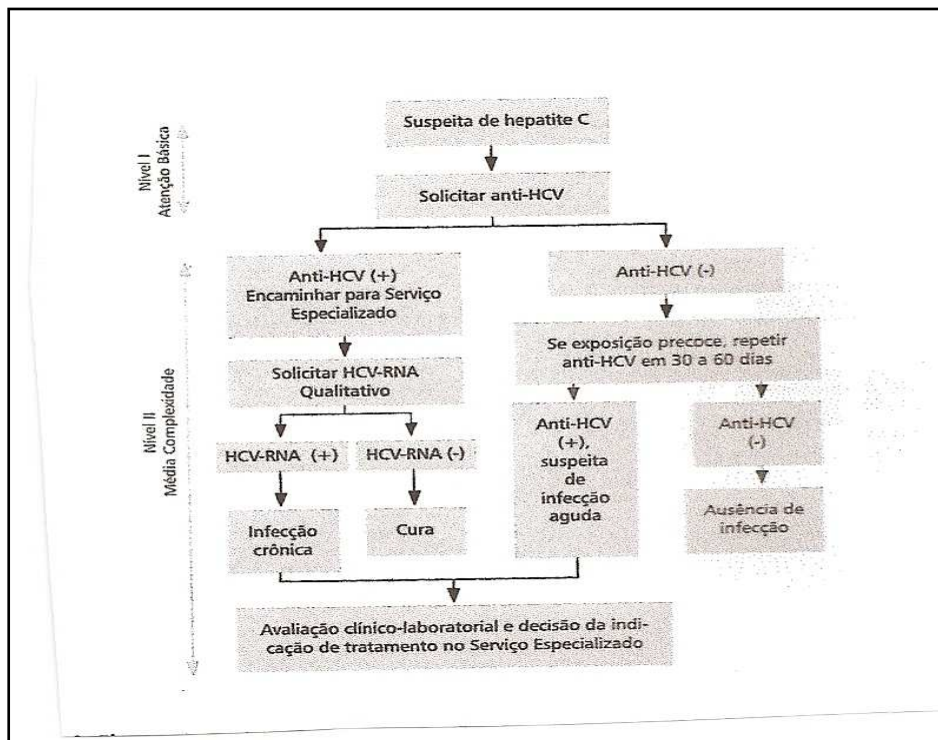 Nível I
Atenção Básica
Suspeita de hepatite C
Solicitar anti-HCV
Nível II
Média Complexidade
Anti-HCV (+)
Encaminhar para Serviço
Especializado
Anti-HCV (-)
Solicitar HCV-RNA
Qualitativo
Se exposição precoce, repetir
anti-HCV em 30 a 60 dias
HCV-RNA (+)
HCV-RNA (-)
Anti-HCV
(+),
suspeita
de
infecção
aguda
Anti-HCV
(-)
Infecção
crônica
Cura
Ausência de
infecção
Avaliação clínico-laboratorial e decisão da indi-
cação de tratamento no Serviço Especializado